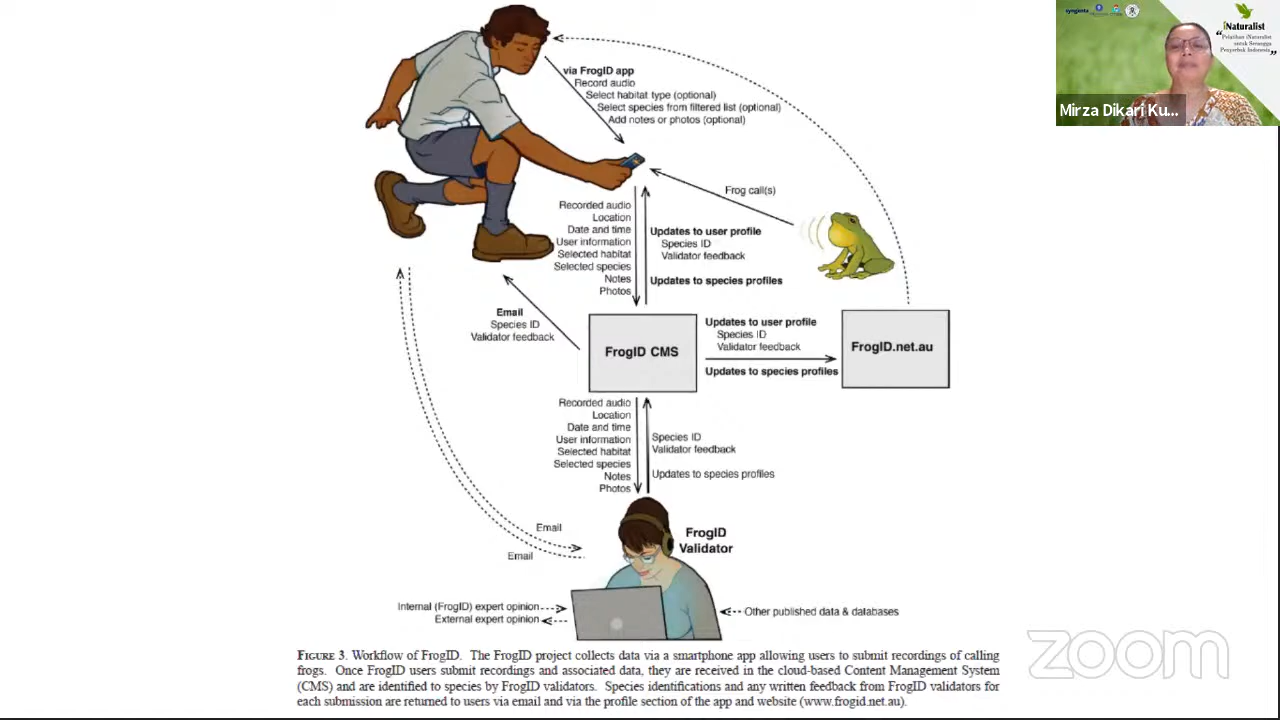 via FrogID app
Record audio
Select habitat type (optional)
Select species from filtered list (optional)
Add notes or photos (optional)
Frog call(s)
Recorded audio
Location
Date and time
User information
Selected habitat
Selected species
Notes
Photos
Updates to user profile
Species ID
Validator feedback
Updates to species profiles
Email
Species ID
Validator feedback
FrogID CMS
Updates to user profile
Species ID
Validator feedback
Updates to species profiles
FrogID.net.au
Recorded audio
Location
Date and time
User information
Selected habitat
Selected species
Notes
Photos
Species ID
Validator feedback
Updates to species profiles
Email
Email
FrogID
Validator
Internal (FrogID) expert opinion
External expert opinion
Other published data & databases
FIGURE 3. Workflow of FrogID. The FrogID project collects data via a smartphone app allowing users to submit recordings of calling
frogs. Once FrogID users submit recordings and associated data, they are received in the cloud-based Content Management System
(CMS) and are identified to species by FrogID validators. Species identifications and any written feedback from FrogID validators for
each submission are returned to users via email and via the profile section of the app and website (www.frogid.net.au).
syngenta
iNaturalist
“Pelatihan iNaturalist
untuk Serangga
Penyerbuk Indonesia”
Mirza Dikari Ku...
zoom